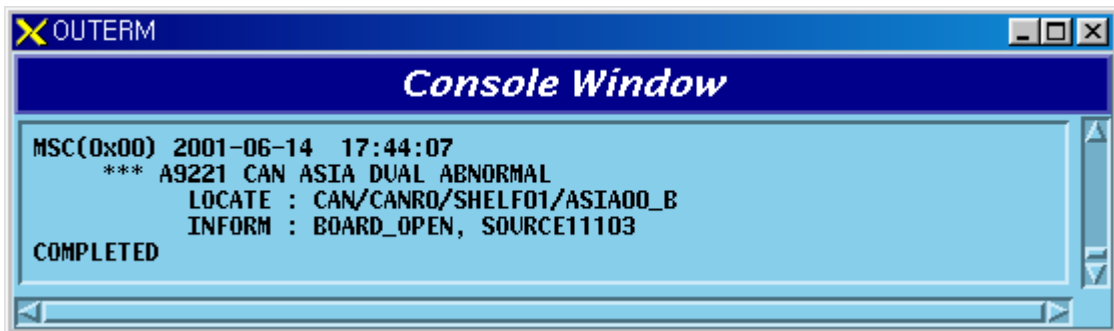 OUTERM
Console Window
MSC(0x00) 2001-06-14 17:44:07
*** A9221 CAN ASIA DUAL ABNORMAL
LOCATE : CAN/CANRO/SHELF01/ASIA00_B
INFORM : BOARD_OPEN, SOURCE11103
COMPLETED